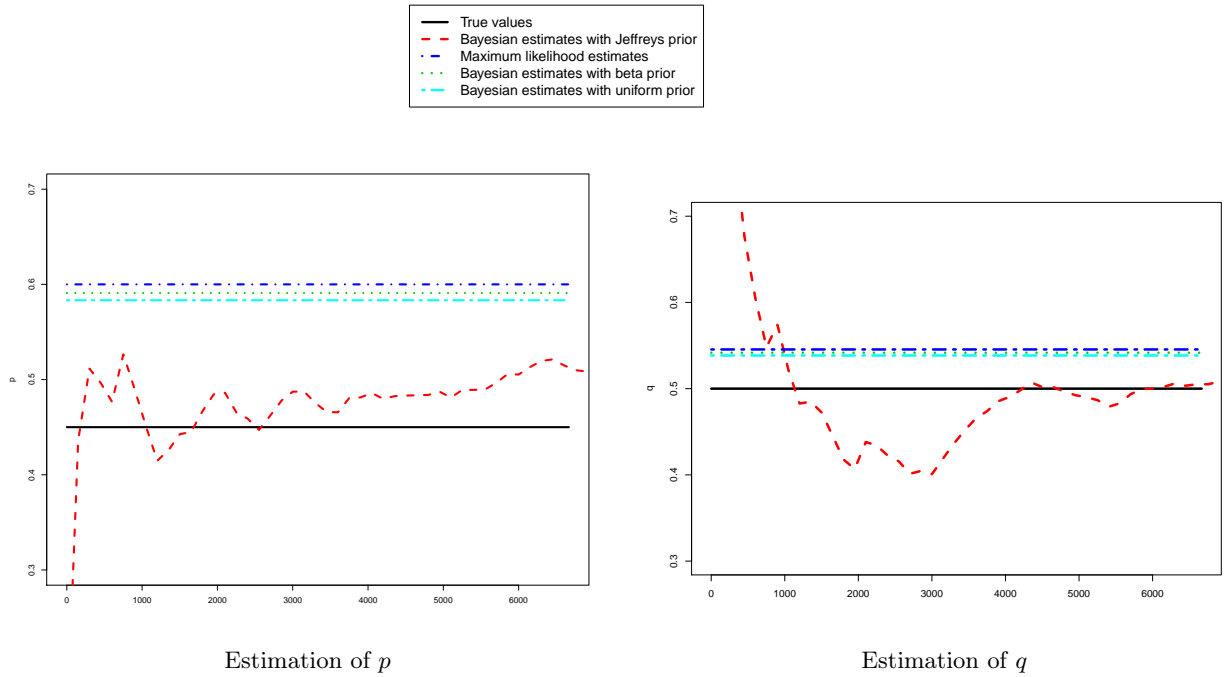 True values
Bayesian estimates with Jeffreys prior
Maximum likelihood estimates
Bayesian estimates with beta prior
Bayesian estimates with uniform prior
0.7
0.6
0.5
0.4
0.3
p
0 1000 2000 3000 4000 5000 6000
Estimation of p
0.7
0.6
0.5
0.4
0.3
q
0 1000 2000 3000 4000 5000 6000
Estimation of q